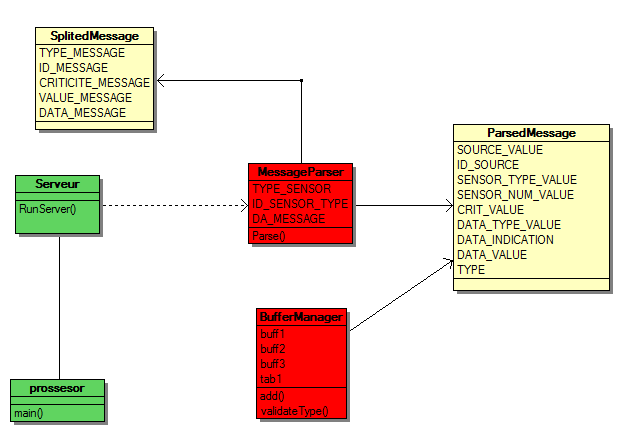 SplitedMessage
TYPE_MESSAGE
ID_MESSAGE
CRITICITE_MESSAGE
VALUE_MESSAGE
DATA_MESSAGE
ParsedMessage
SOURCE_VALUE
ID_SOURCE
SENSOR_TYPE_VALUE
SENSOR_NUM_VALUE
CRIT_VALUE
DATA_TYPE_VALUE
DATA_INDICATION
DATA_VALUE
TYPE
MessageParser
TYPE_SENSOR
ID_SENSOR_TYPE
DA_MESSAGE
Parse()
Serveur
RunServer()
BufferManager
buff1
buff2
buff3
tab1
add()
validateType()
prossesor
main()